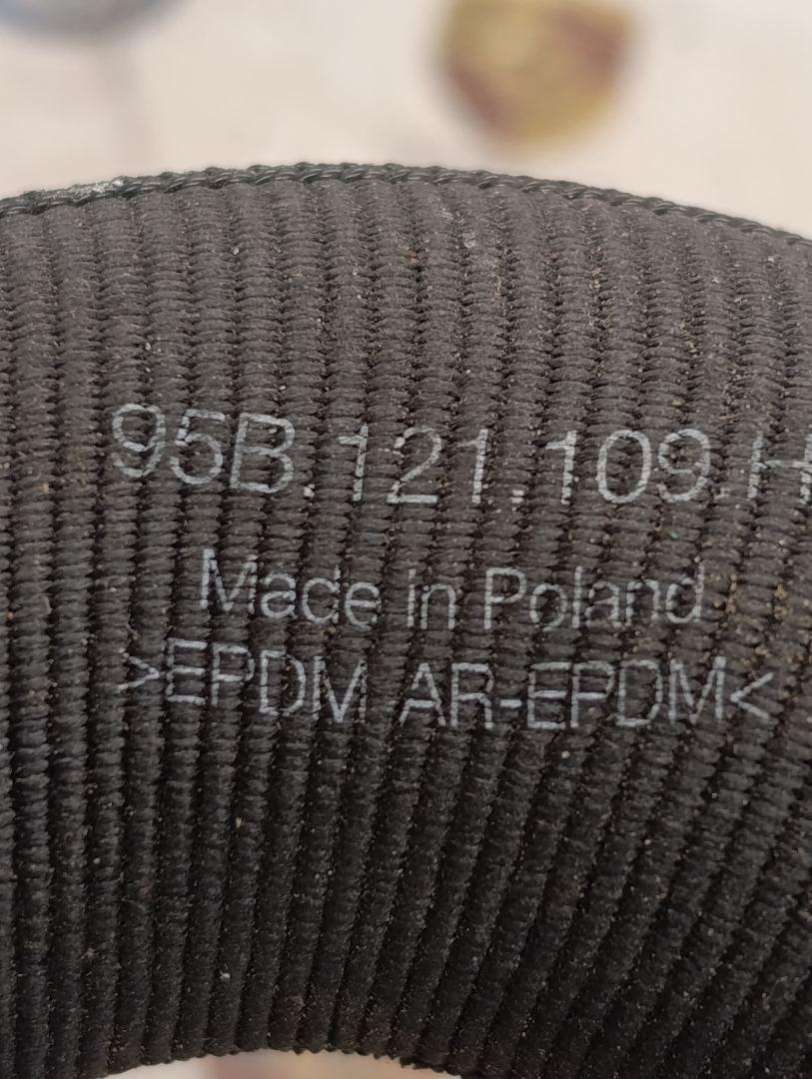 95B.121.109.H
Made in Poland
>EPDM AR-EPDM<